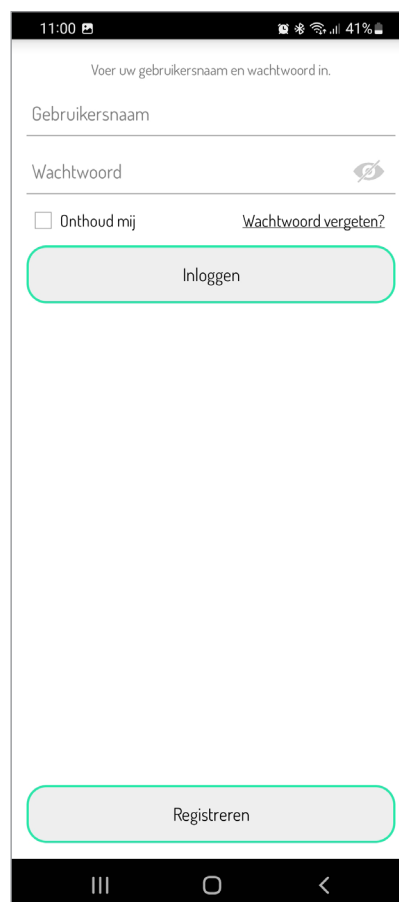 11:00 41%
Voer uw gebruikersnaam en wachtwoord in.
Gebruikersnaam
Wachtwoord
Onthoud mij Wachtwoord vergeten?
Inloggen
Registreren